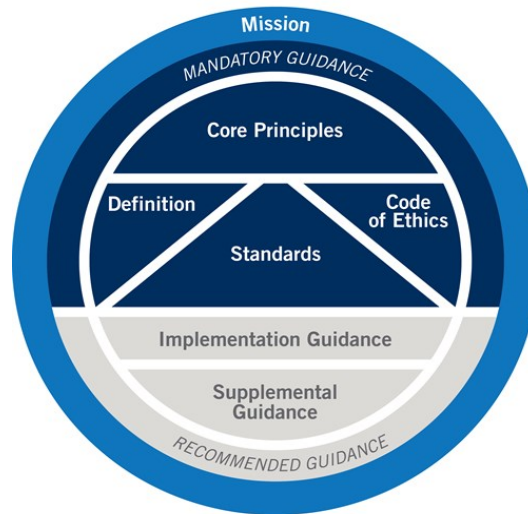 Mission
MANDATORY GUIDANCE
Core Principles
Definition
Code
of Ethics
Standards
Implementation Guidance
Supplemental
Guidance
RECOMMENDED GUIDANCE